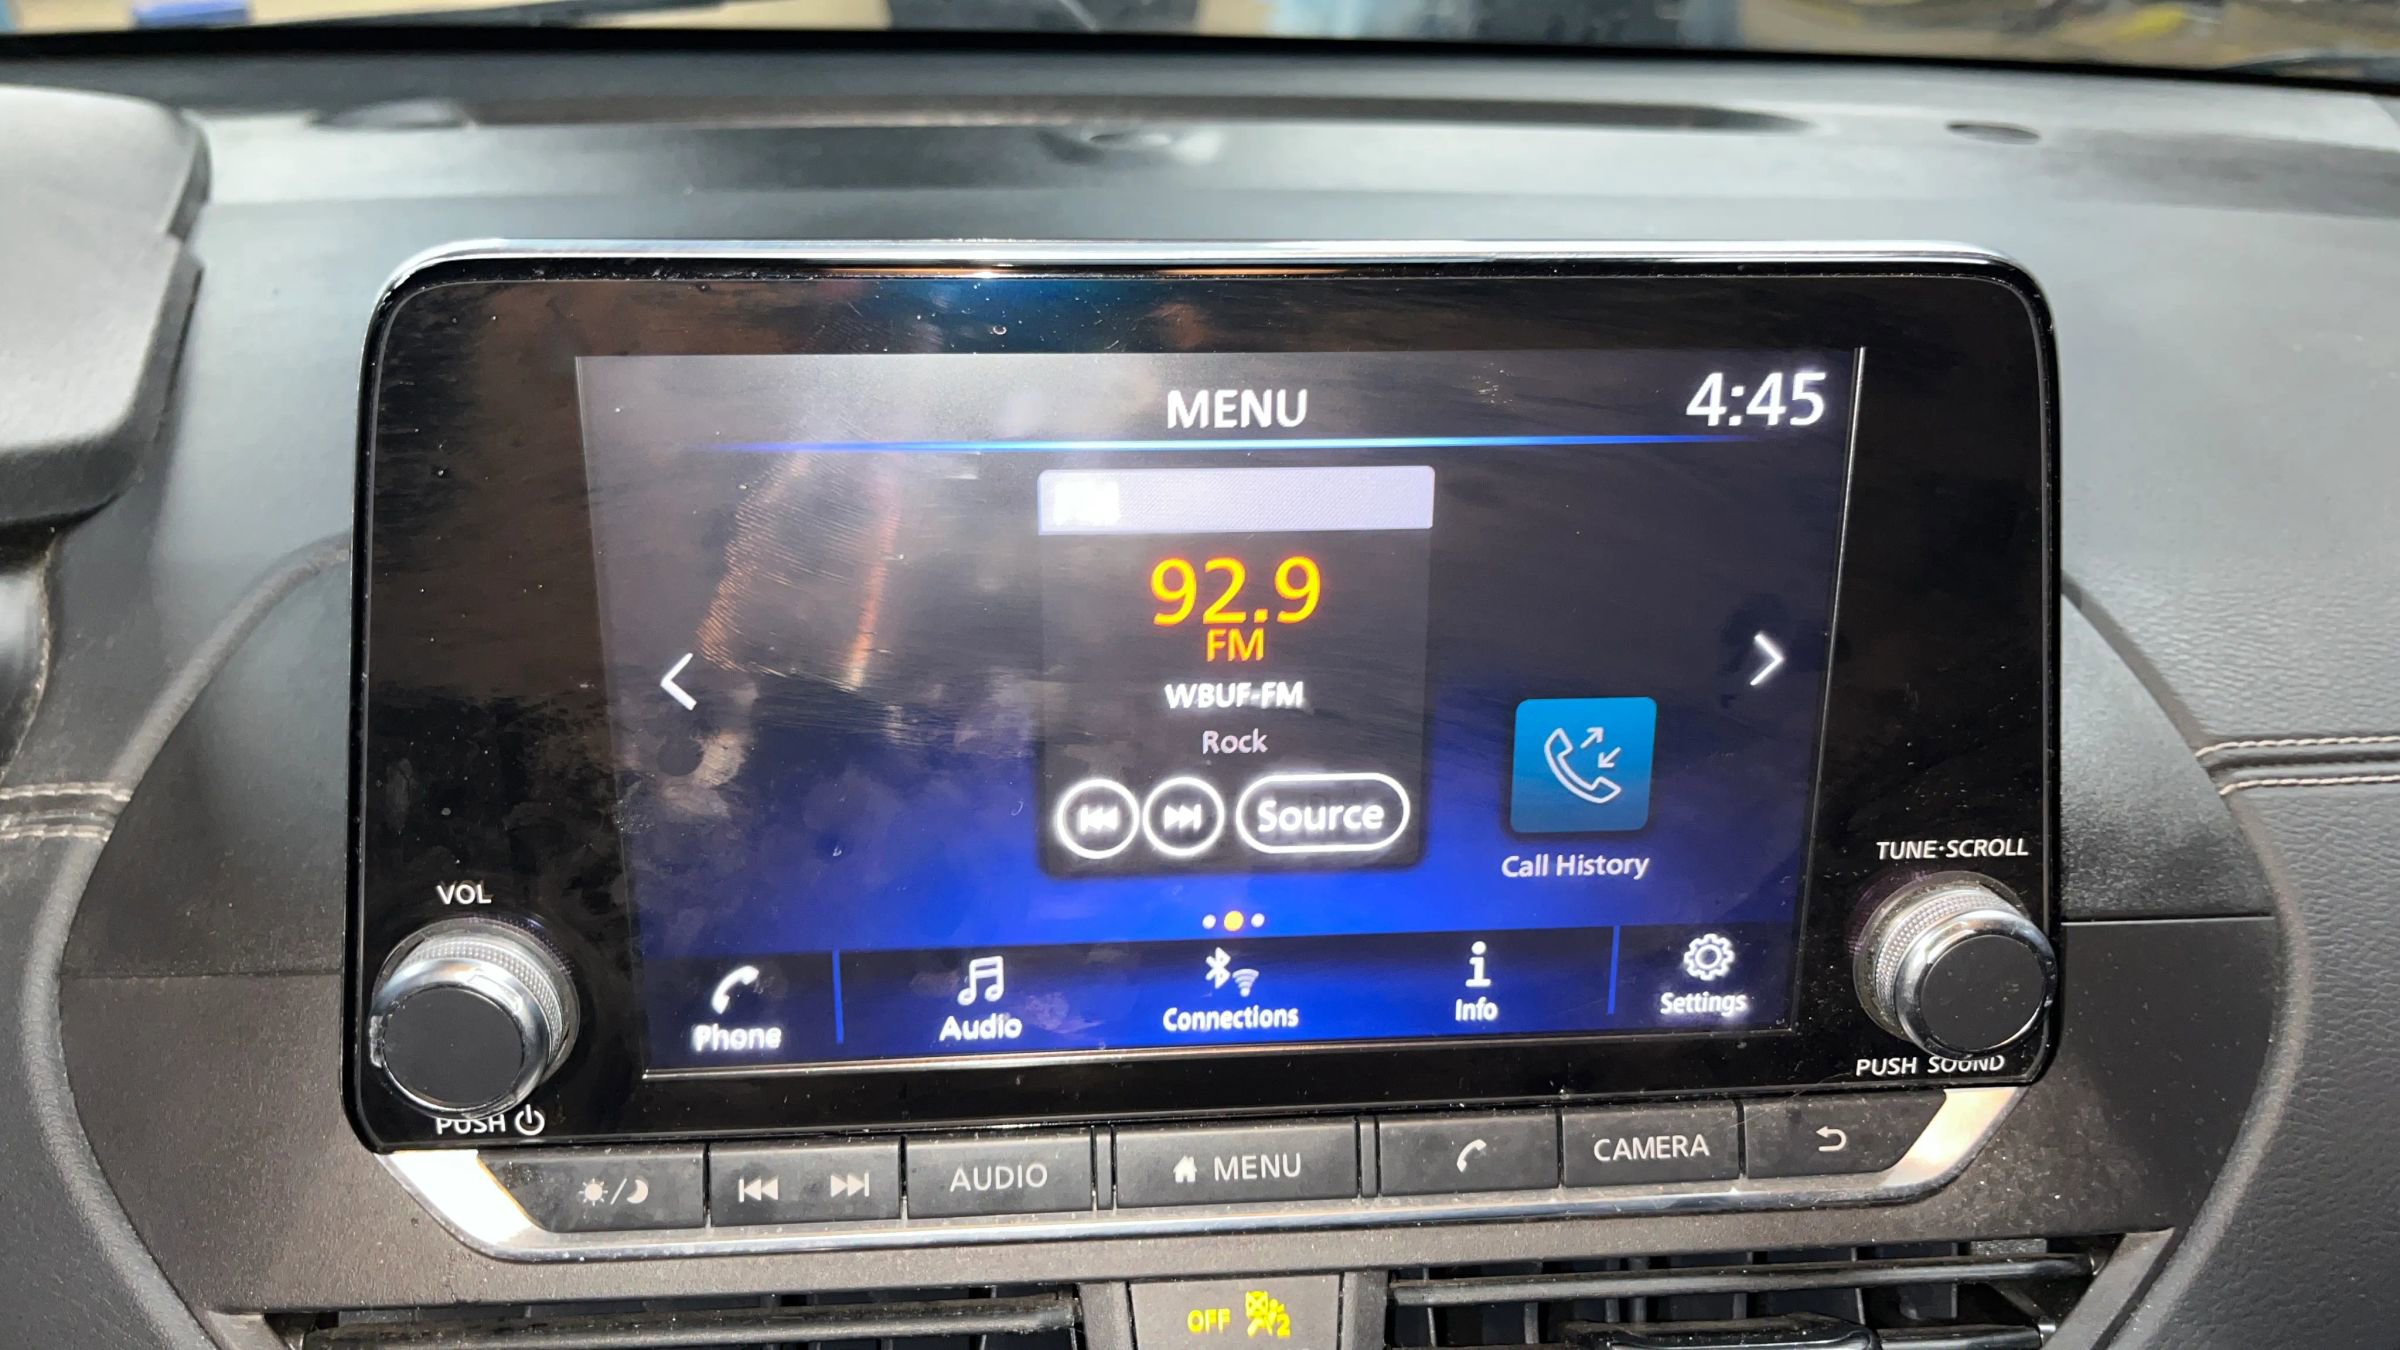 MENU
4:45
92.9
FM
WBUF-FM
Rock
Source
Call History
VOL
TUNE·SCROLL
Phone
Audio
Connections
Info
Settings
PUSH
PUSH SOUND
AUDIO
MENU
CAMERA
OFF
2